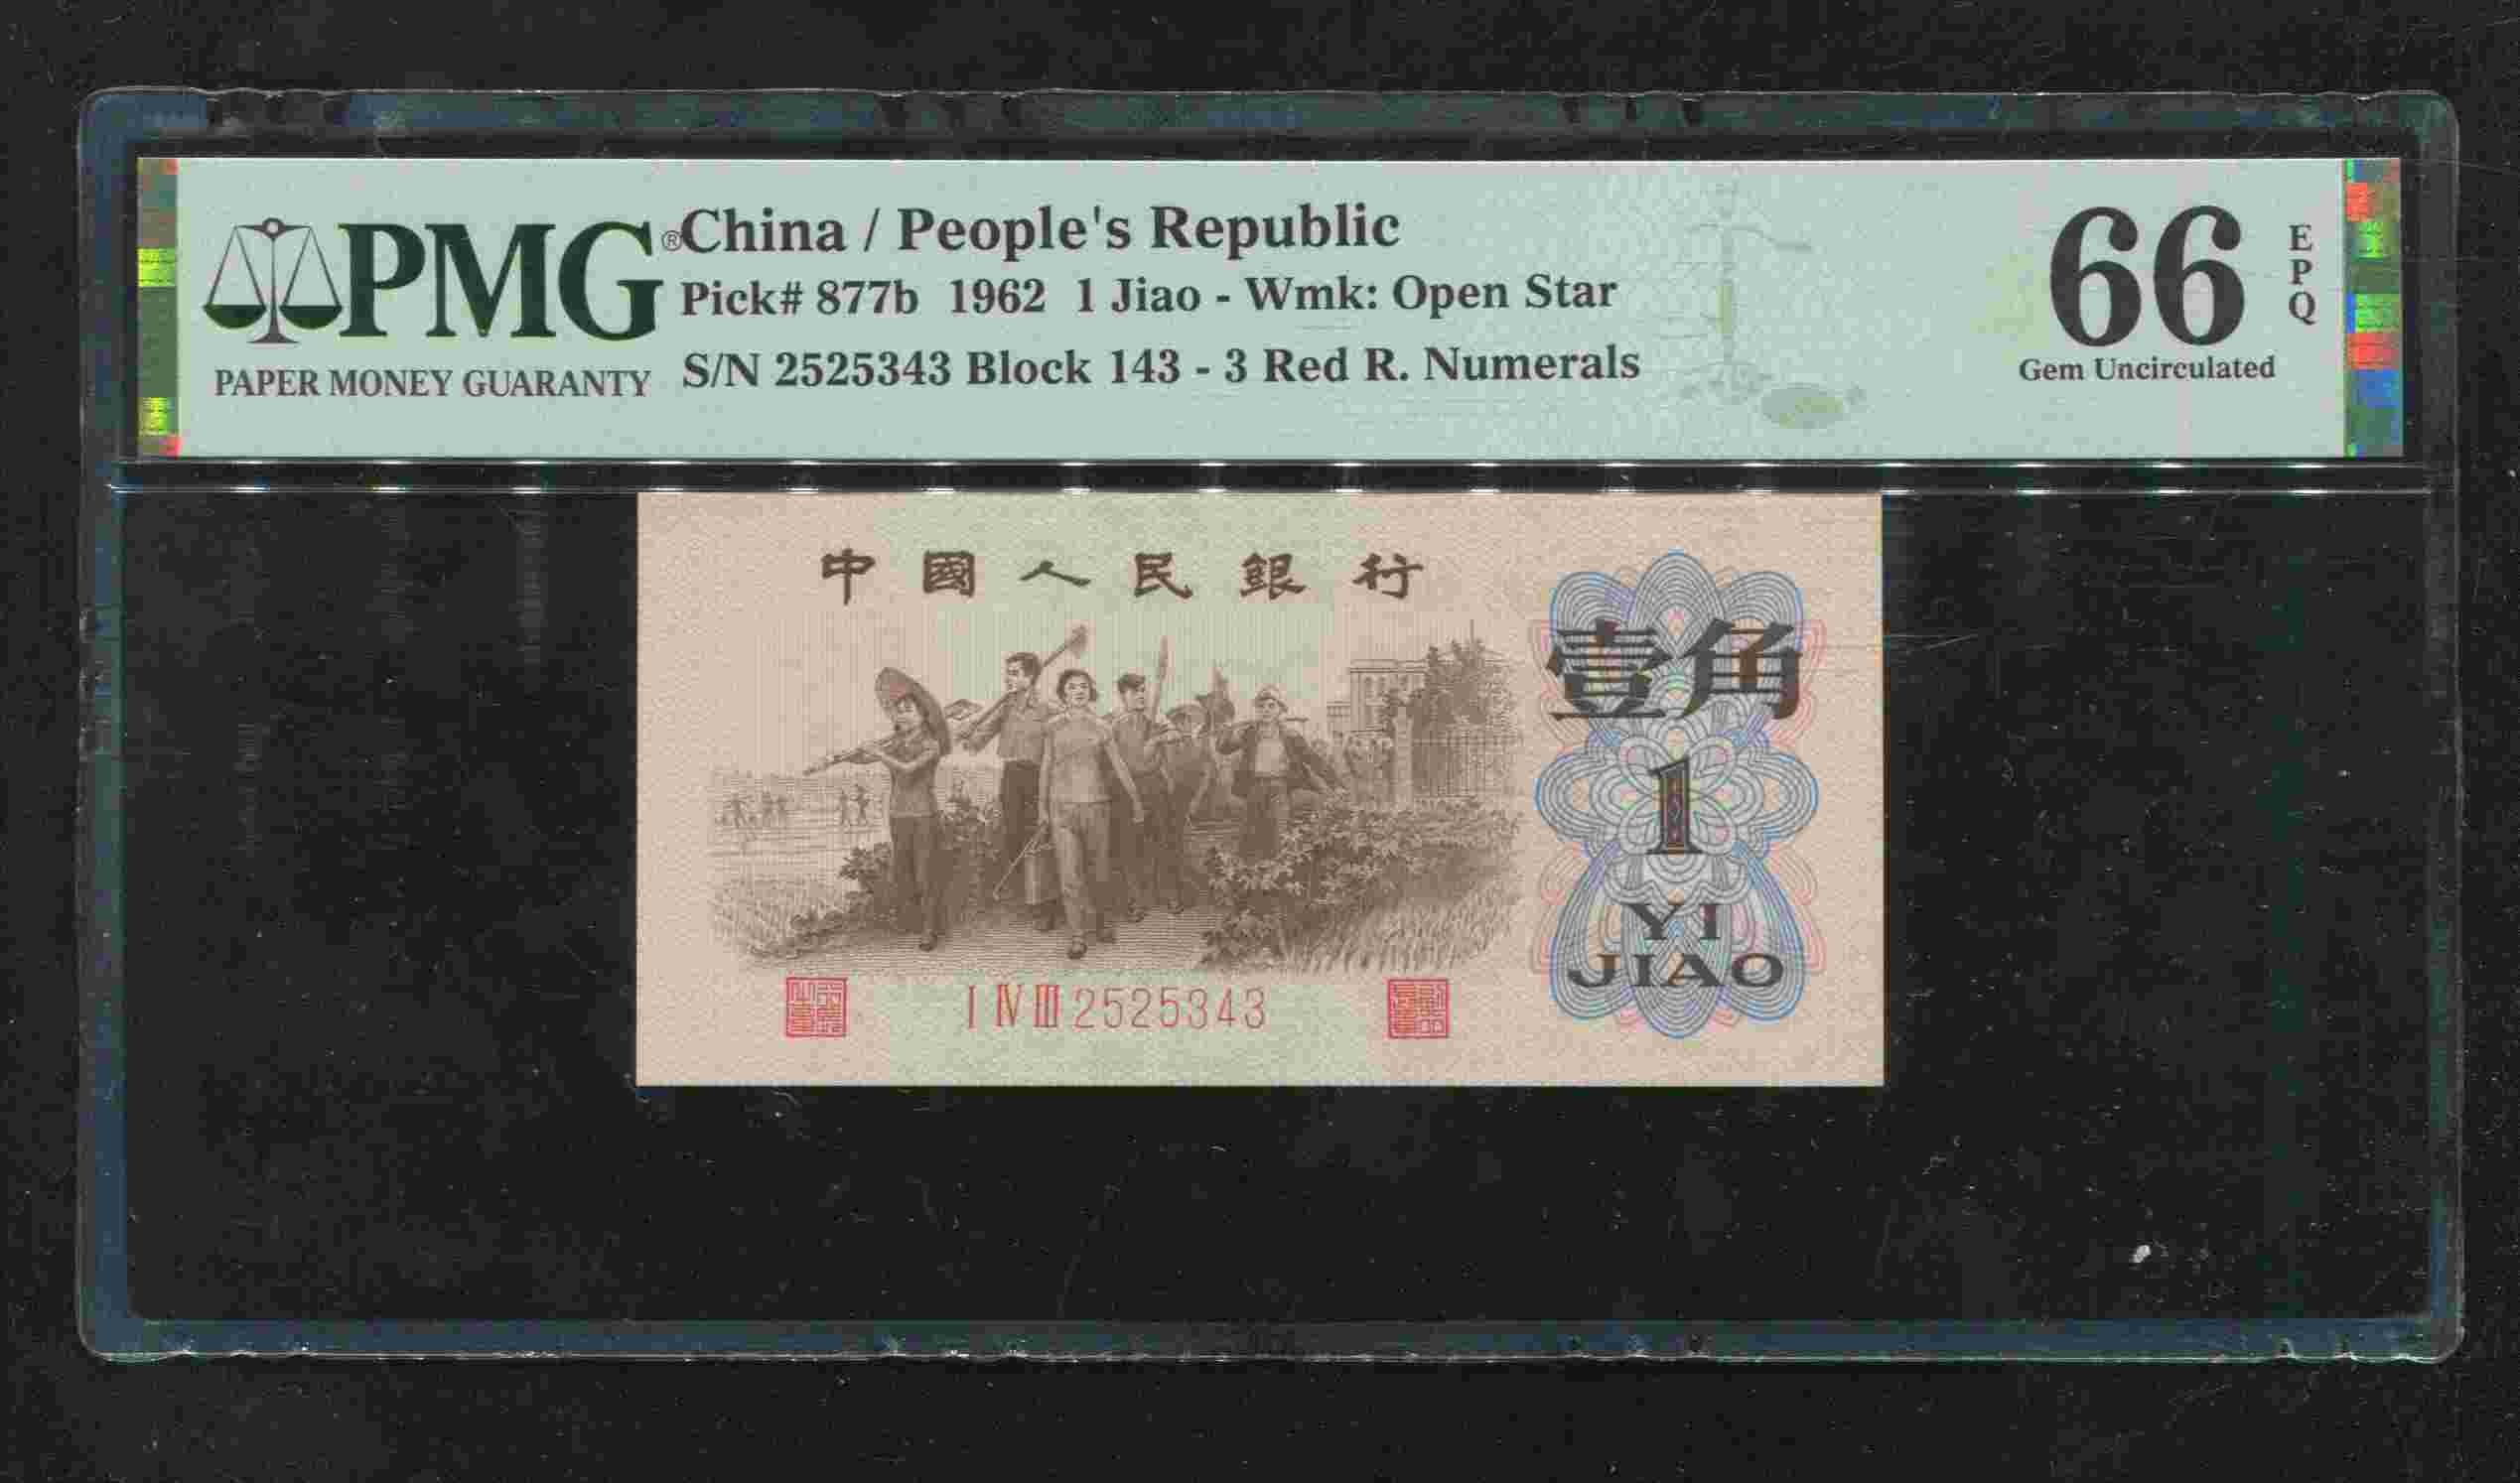 PMG®
PAPER MONEY GUARANTY
China / People's Republic
Pick# 877b 1962 1 Jiao - Wmk: Open Star
S/N 2525343 Block 143 - 3 Red R. Numerals
66
EPQ
Gem Uncirculated
中國人民銀行
壹角
1
YI
JIAO
I IV III 2525343